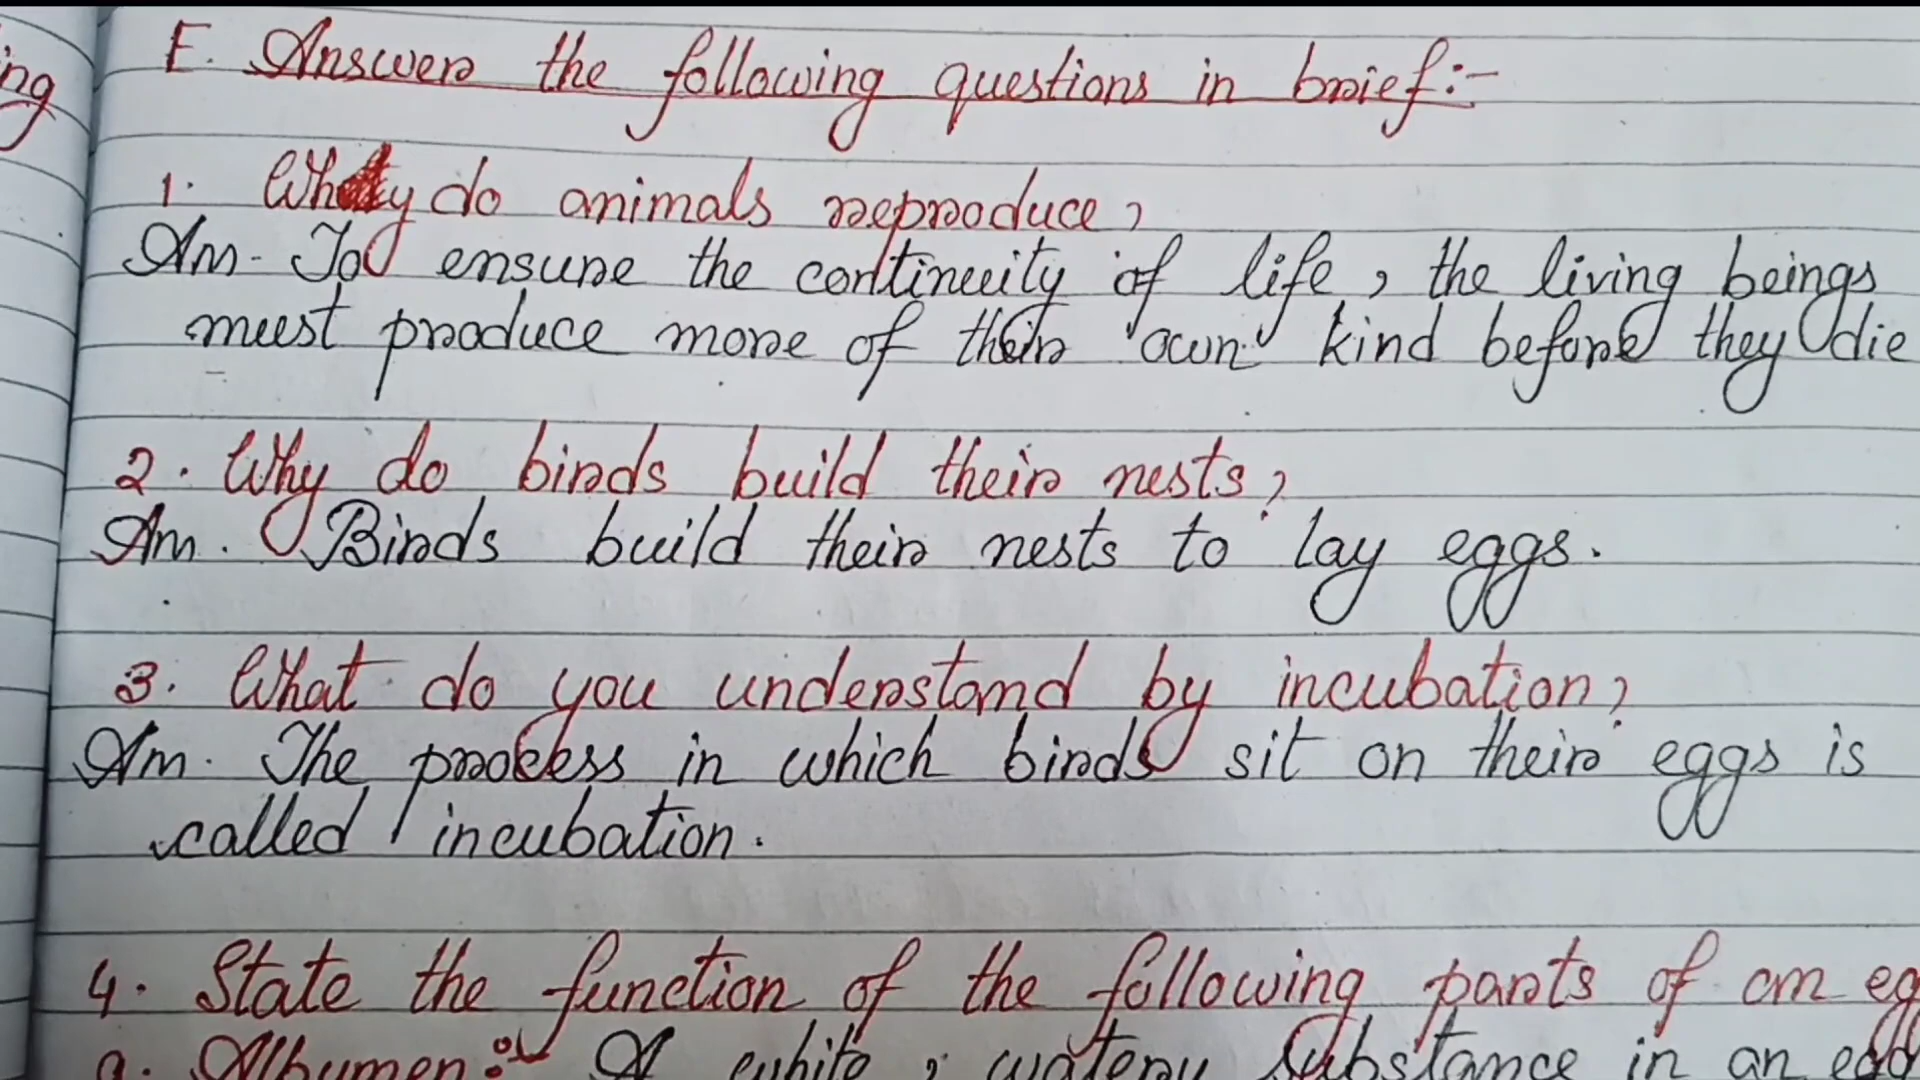 ing
E. Answer the following questions in brief:-
1. Why do animals reproduce?
Ans. To ensure the continuity of life, the living beings
must produce more of their own kind before they die
2. Why do birds build their nests?
Ans. Birds build their nests to lay eggs.
3. What do you understand by incubation?
Ans. The process in which birds sit on their eggs is
called incubation.
4. State the function of the following parts of an eg
a. Albumen:- A white, watery substance in an egg